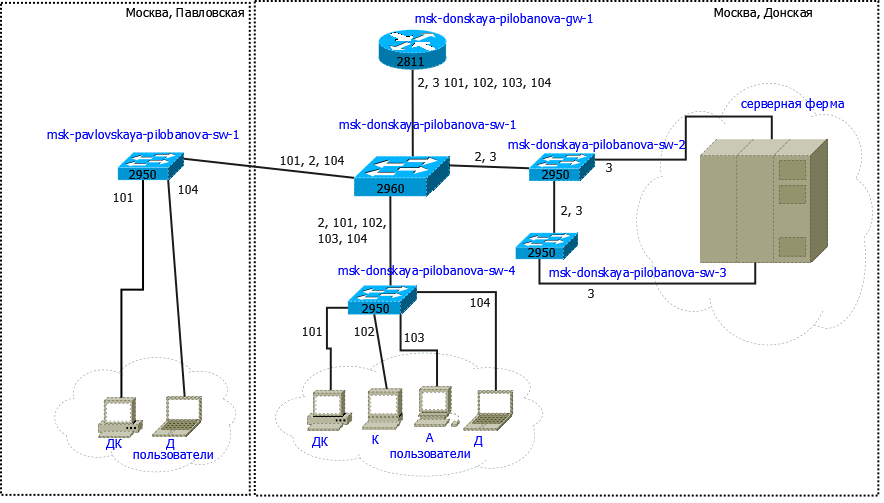 Москва, Павловская
Москва, Донская
msk-donskaya-pilobanova-gw-1
2811
2, 3 101, 102, 103, 104
серверная ферма
msk-pavlovskaya-pilobanova-sw-1
msk-donskaya-pilobanova-sw-1
msk-donskaya-pilobanova-sw-2
2950
101, 2, 104
2960
2, 3
2950
3
101
104
2, 3
2, 101, 102,
103, 104
2950
msk-donskaya-pilobanova-sw-4
msk-donskaya-pilobanova-sw-3
3
2950
104
101
102
103
ДК
Д
пользователи
ДК
К
А
Д
пользователи